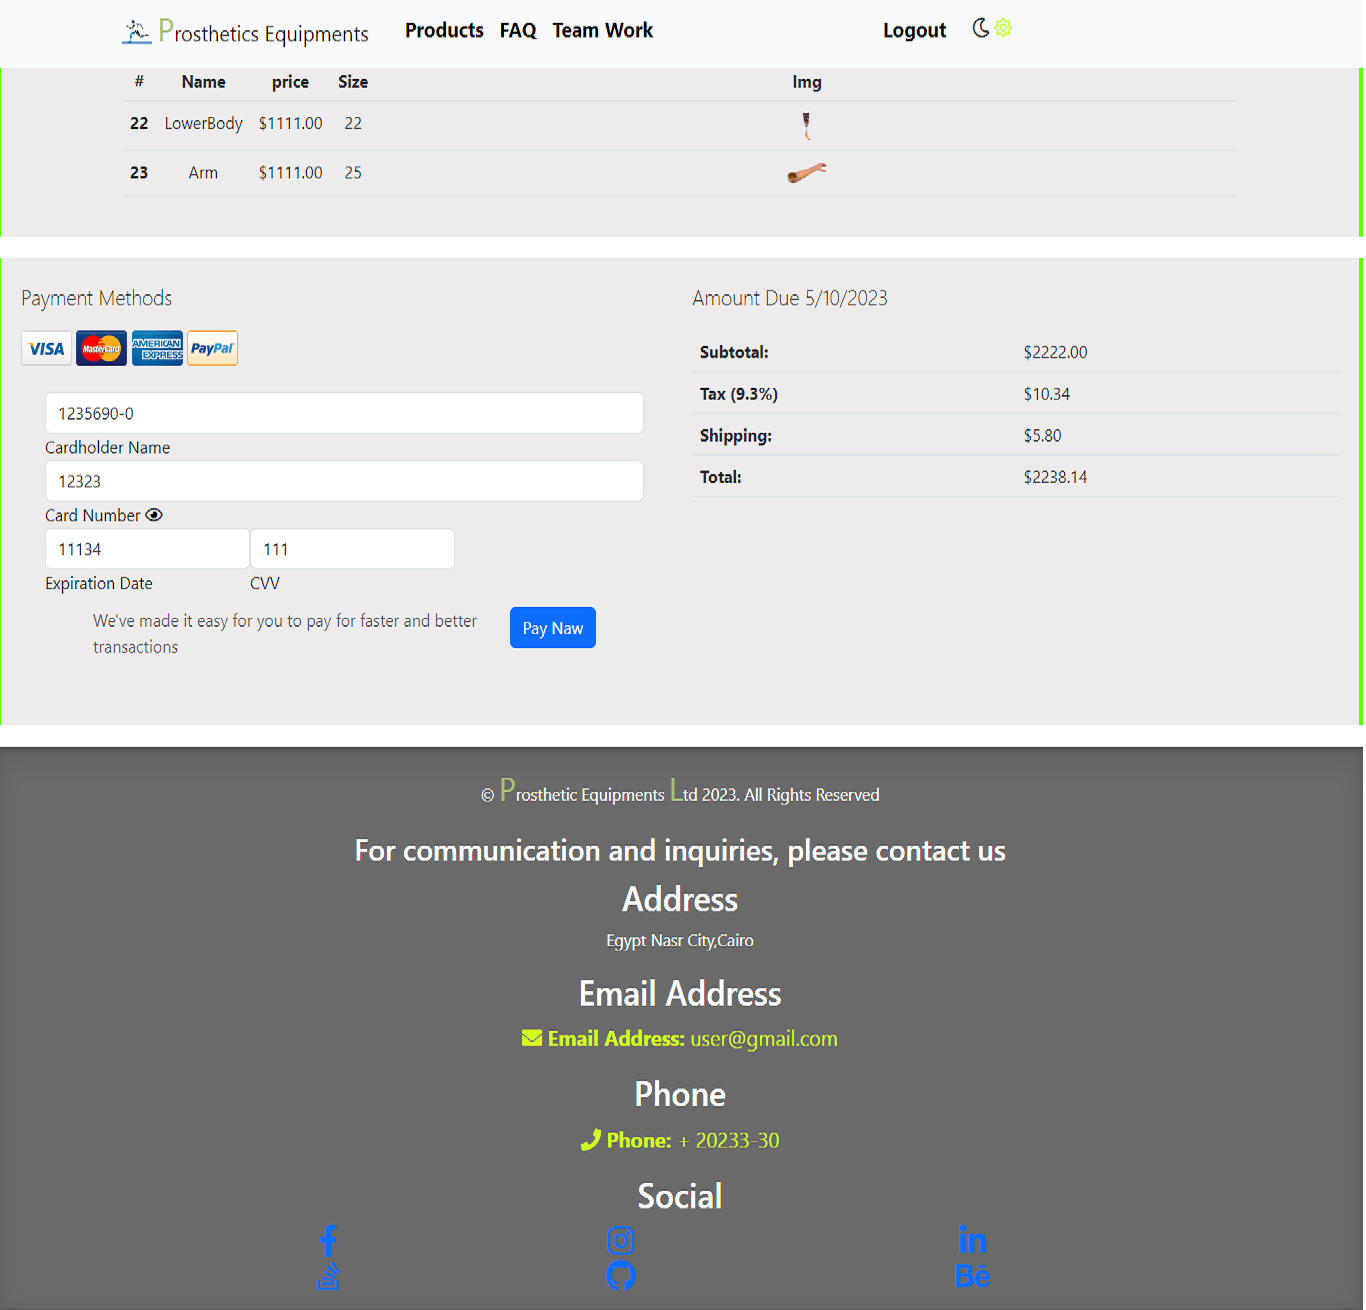 Prosthetics Equipments Products FAQ Team Work Logout
# Name price Size Img
22 LowerBody $1111.00 22
23 Arm $1111.00 25
Payment Methods
VISA MasterCard AMERICAN EXPRESS PayPal
1235690-0
Cardholder Name
12323
Card Number
11134 111
Expiration Date CVV
We've made it easy for you to pay for faster and better
transactions
Pay Naw
Amount Due 5/10/2023
Subtotal: $2222.00
Tax (9.3%) $10.34
Shipping: $5.80
Total: $2238.14
© Prosthetic Equipments Ltd 2023. All Rights Reserved
For communication and inquiries, please contact us
Address
Egypt Nasr City,Cairo
Email Address
Email Address: user@gmail.com
Phone
Phone: + 20233-30
Social